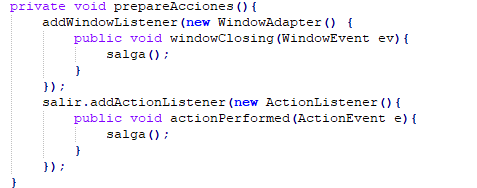 private void prepareAcciones(){
addWindowListener(new WindowAdapter() {
public void windowClosing(WindowEvent ev){
salga();
}
});
salir.addActionListener(new ActionListener(){
public void actionPerformed(ActionEvent e){
salga();
}
});
}